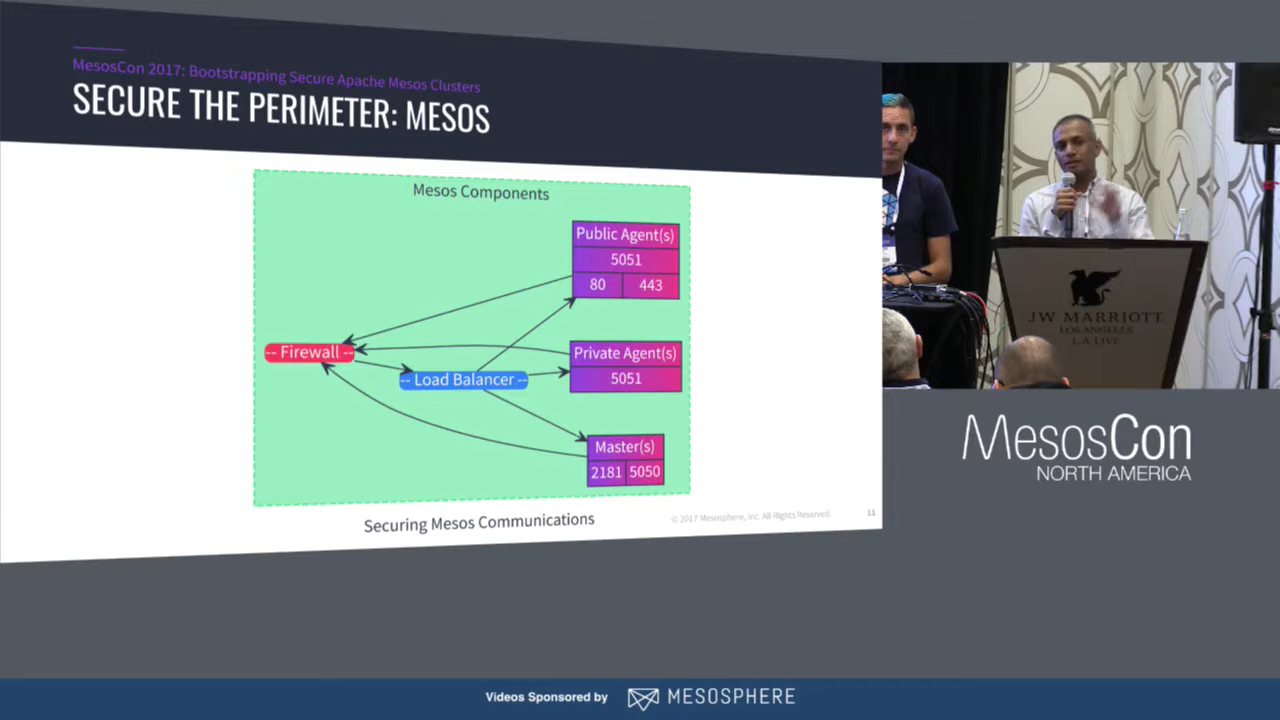 MesosCon 2017: Bootstrapping Secure Apache Mesos Clusters
SECURE THE PERIMETER: MESOS
Mesos Components
Public Agent(s)
5051
80 443
-- Firewall --
-- Load Balancer --
Private Agent(s)
5051
Master(s)
2181 5050
Securing Mesos Communications
© 2017 Mesosphere, Inc. All Rights Reserved.
11
JW MARRIOTT
LOS ANGELES
L.A. LIVE
MesosCon
NORTH AMERICA
Videos Sponsored by
MESOSPHERE